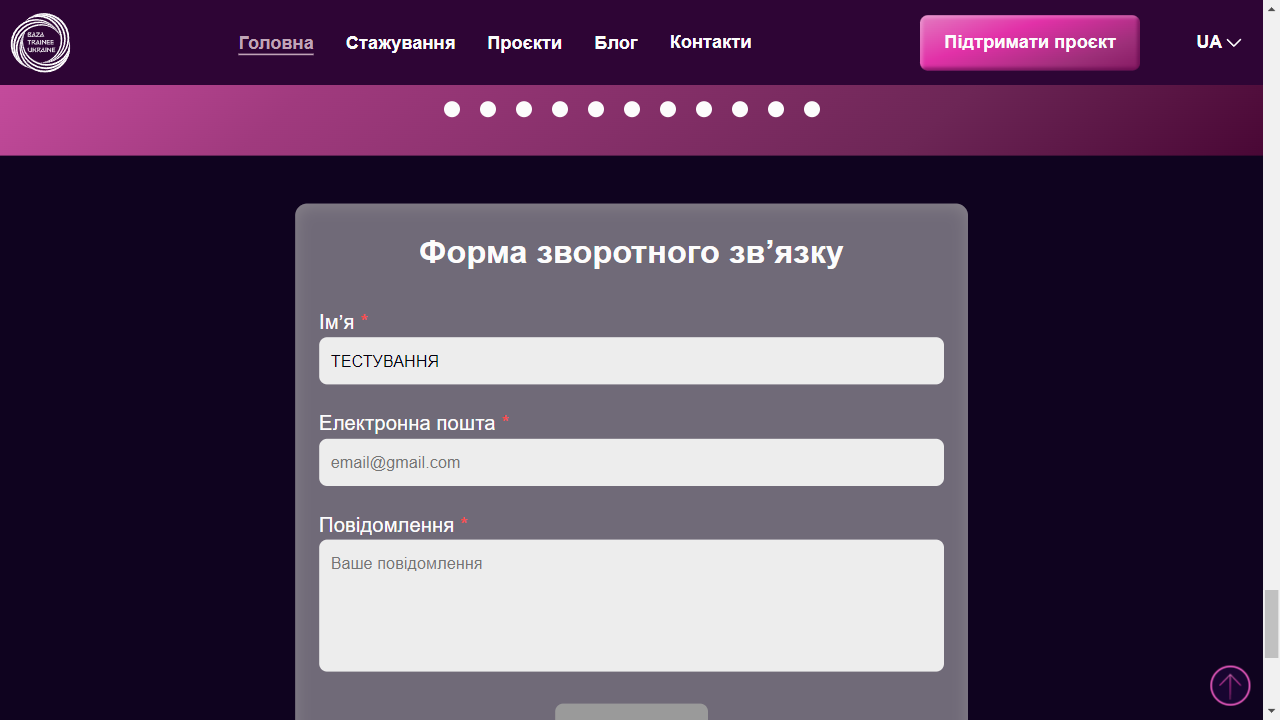 BAZA
TRAINEE
UKRAINE
Головна
Стажування
Проєкти
Блог
Контакти
Підтримати проєкт
UA
Форма зворотного зв’язку
Ім’я *
ТЕСТУВАННЯ
Електронна пошта *
email@gmail.com
Повідомлення *
Ваше повідомлення